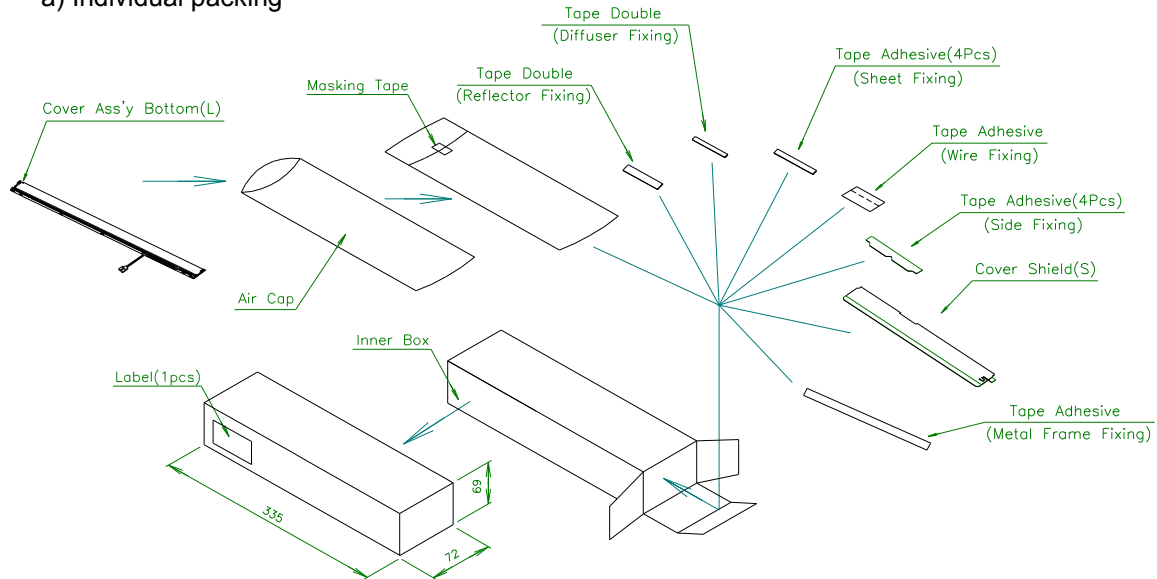 a) Individual packing
Tape Double
(Diffuser Fixing)
Tape Adhesive(4Pcs)
(Sheet Fixing)
Tape Double
(Reflector Fixing)
Masking Tape
Cover Ass'y Bottom(L)
Tape Adhesive
(Wire Fixing)
Tape Adhesive(4Pcs)
(Side Fixing)
Cover Shield(S)
Air Cap
Inner Box
Label(1pcs)
Tape Adhesive
(Metal Frame Fixing)
69
335
72